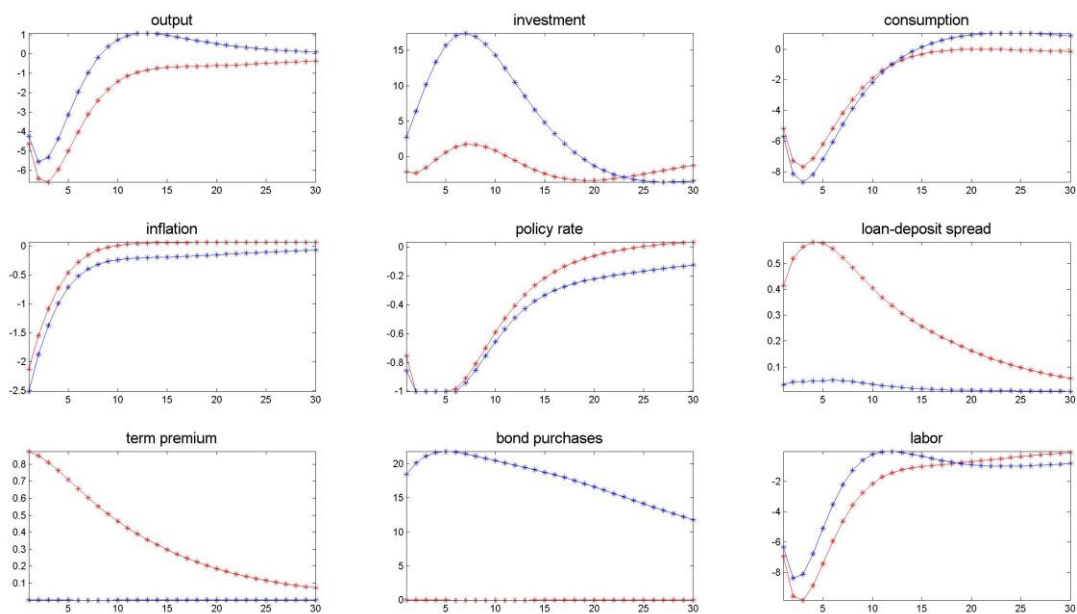 output
1
0
-1
-2
-3
-4
-5
-6
5 10 15 20 25 30
investment
15
10
5
0
5 10 15 20 25 30
consumption
0
-2
-4
-6
-8
5 10 15 20 25 30
inflation
0
-0.5
-1
-1.5
-2
-2.5
5 10 15 20 25 30
policy rate
0
-0.2
-0.4
-0.6
-0.8
-1
5 10 15 20 25 30
loan-deposit spread
0.5
0.4
0.3
0.2
0.1
5 10 15 20 25 30
term premium
0.8
0.7
0.6
0.5
0.4
0.3
0.2
0.1
5 10 15 20 25 30
bond purchases
20
15
10
5
0
5 10 15 20 25 30
labor
-2
-4
-6
-8
5 10 15 20 25 30